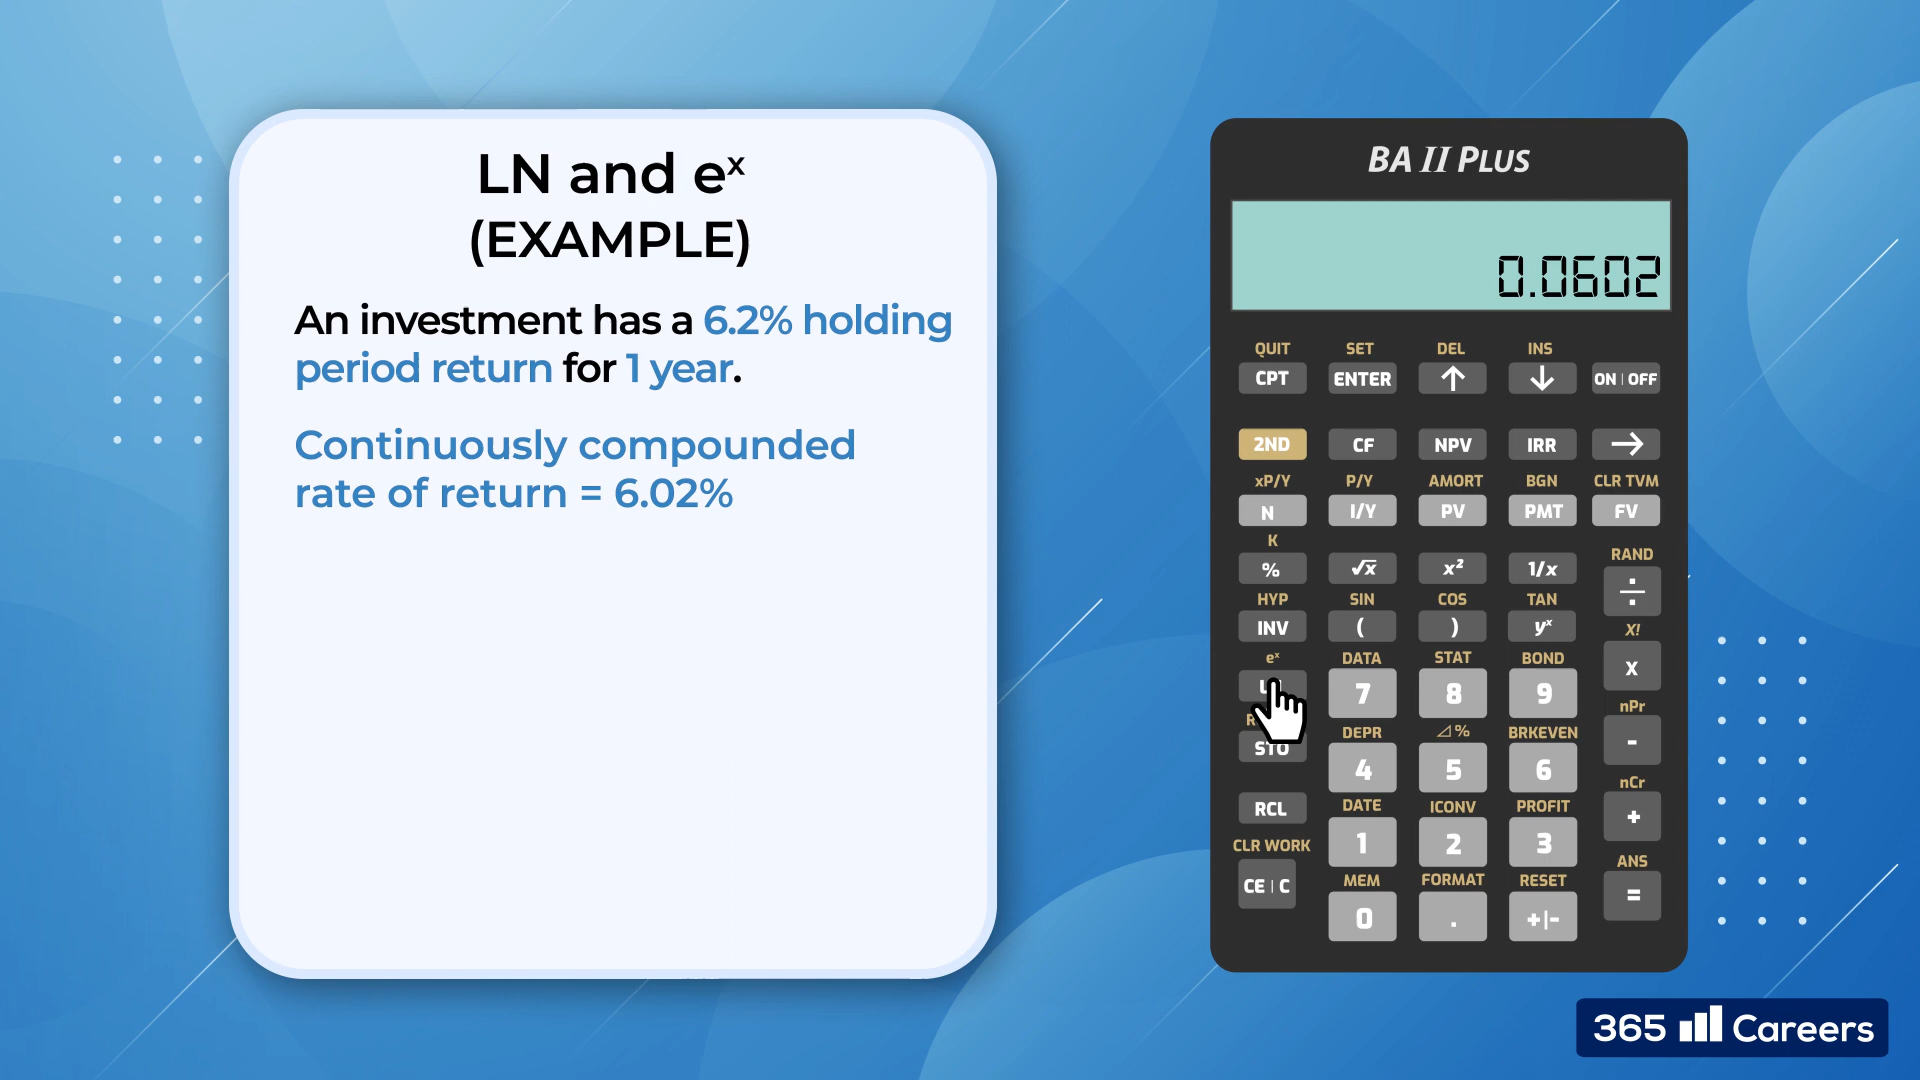 LN and eˣ
(EXAMPLE)
An investment has a 6.2% holding
period return for 1 year.
Continuously compounded
rate of return = 6.02%
BA II PLUS
0.0602
QUIT SET DEL INS
CPT ENTER ↑ ↓ ON | OFF
2ND CF NPV IRR →
xP/Y P/Y AMORT BGN CLR TVM
N I/Y PV PMT FV
K
RAND
% √x x² 1/x ÷
HYP SIN COS TAN
X!
INV ( ) yˣ
eˣ DATA STAT BOND
7 8 9 x
nPr
DEPR ⊿% BRKEVEN
STO 4 5 6 -
nCr
DATE ICONV PROFIT
RCL 1 2 3 +
CLR WORK
ANS
MEM FORMAT RESET
CE | C 0 . +|- =
365 Careers